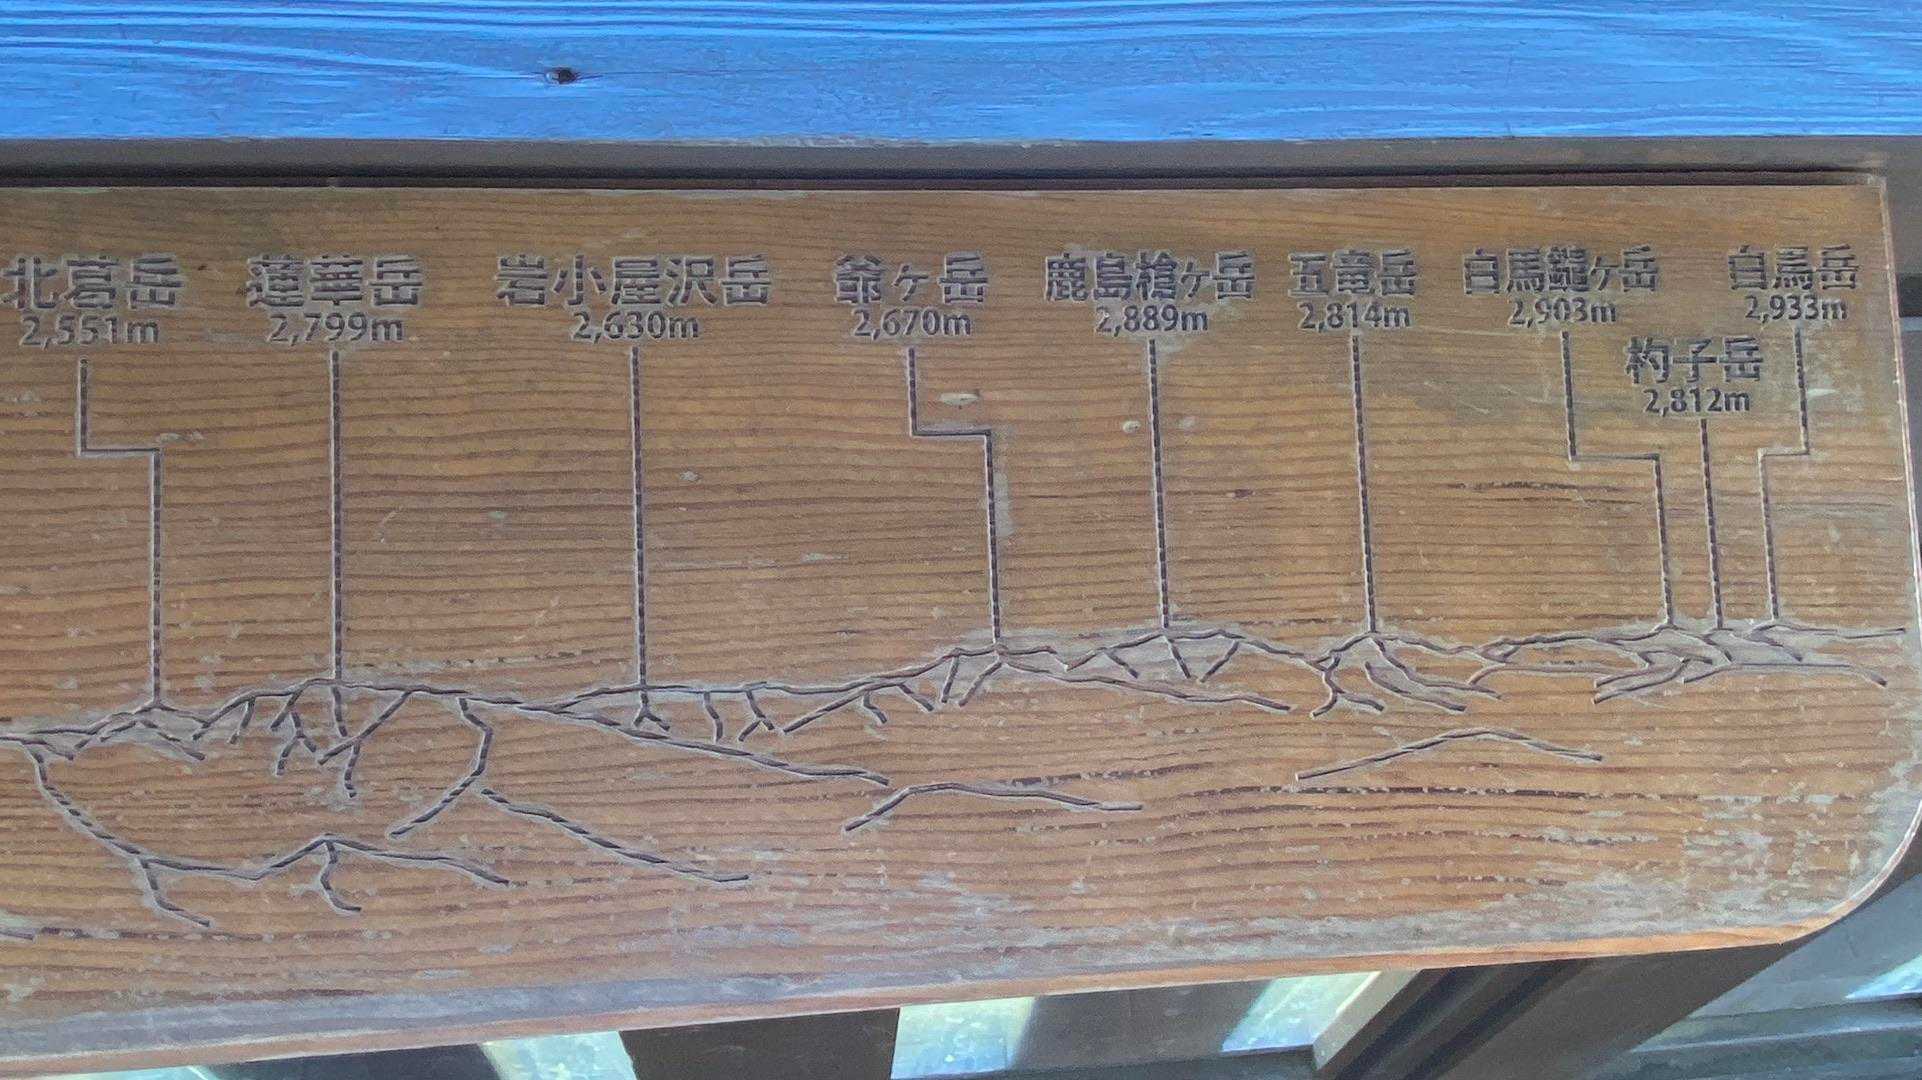 北葛岳
2,551m
蓮華岳
2,799m
岩小屋沢岳
2,630m
爺ヶ岳
2,670m
鹿島槍ヶ岳
2,889m
五竜岳
2,814m
白馬鑓ヶ岳
2,903m
杓子岳
2,812m
白馬岳
2,933m